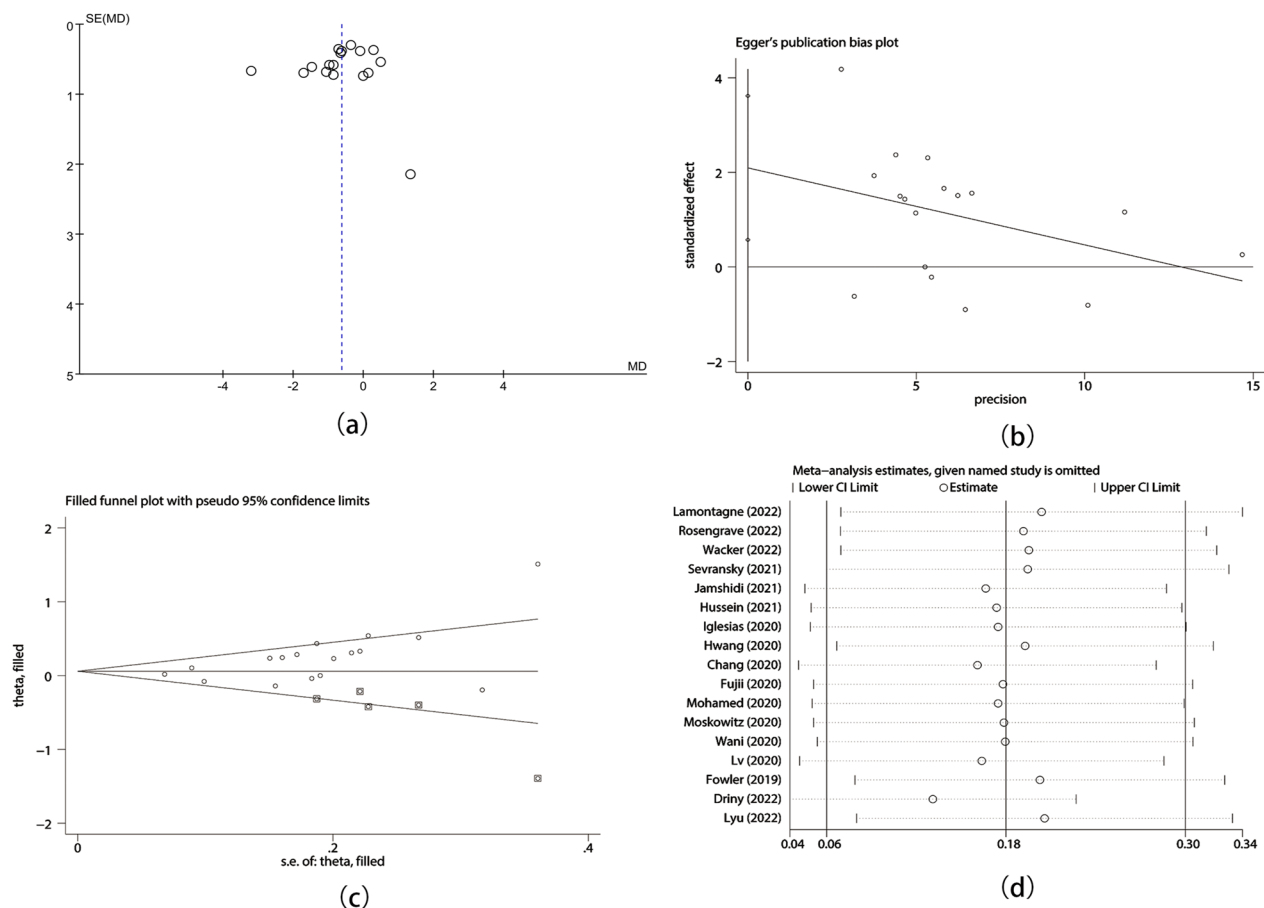 SE(MD)
0
1
2
3
4
5
-4
-2
0
2
4
MD
(a)
Egger's publication bias plot
standardized effect
4
2
0
−2
0
5
10
15
precision
(b)
Filled funnel plot with pseudo 95% confidence limits
theta, filled
2
1
0
−1
−2
0
.2
.4
s.e. of: theta, filled
(c)
Meta−analysis estimates, given named study is omitted
Lower CI Limit Estimate Upper CI Limit
Lamontagne (2022)
Rosengrave (2022)
Wacker (2022)
Sevransky (2021)
Jamshidi (2021)
Hussein (2021)
Iglesias (2020)
Hwang (2020)
Chang (2020)
Fujii (2020)
Mohamed (2020)
Moskowitz (2020)
Wani (2020)
Lv (2020)
Fowler (2019)
Driny (2022)
Lyu (2022)
0.04 0.06 0.18 0.30 0.34
(d)